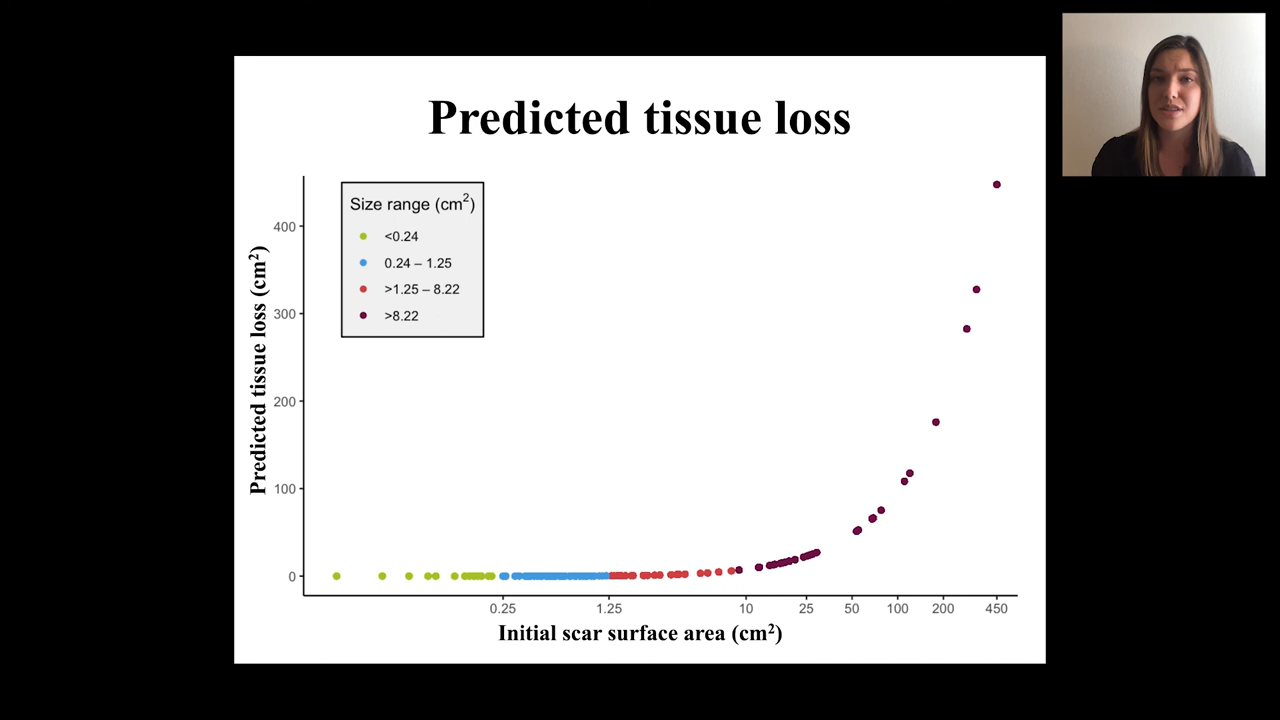 Predicted tissue loss
Size range (cm²)
<0.24
0.24 – 1.25
>1.25 – 8.22
>8.22
Predicted tissue loss (cm²)
400
300
200
100
0
0.25 1.25 10 25 50 100 200 450
Initial scar surface area (cm²)